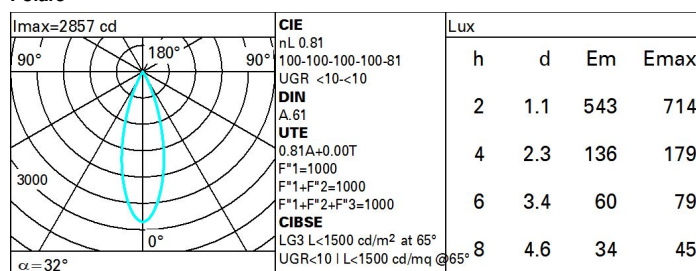 Imax=2857 cd
90°
180°
90°
3000
0°
α=32°
CIE
nL 0.81
100-100-100-100-81
UGR <10-<10
DIN
A.61
UTE
0.81A+0.00T
F"1=1000
F"1+F"2=1000
F"1+F"2+F"3=1000
CIBSE
LG3 L<1500 cd/m² at 65°
UGR<10 | L<1500 cd/mq @65°
Lux
h d Em Emax
2 1.1 543 714
4 2.3 136 179
6 3.4 60 79
8 4.6 34 45